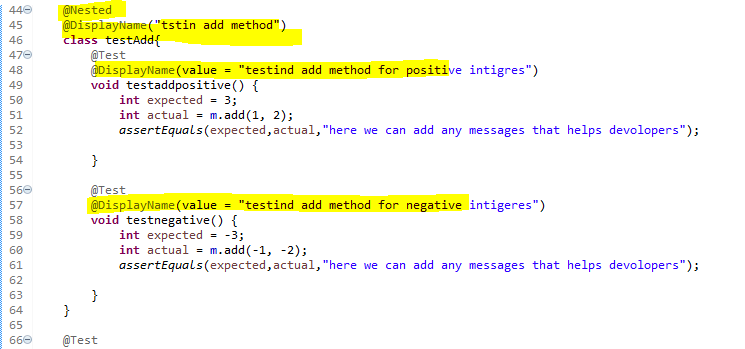 44 @Nested
45 @DisplayName("tstin add method")
46 class testAdd{
47 @Test
48 @DisplayName(value = "testind add method for positive intigres")
49 void testaddpositive() {
50 int expected = 3;
51 int actual = m.add(1, 2);
52 assertEquals(expected,actual,"here we can add any messages that helps devolopers");
53
54 }
55
56 @Test
57 @DisplayName(value = "testind add method for negative intigeres")
58 void testnegative() {
59 int expected = -3;
60 int actual = m.add(-1, -2);
61 assertEquals(expected,actual,"here we can add any messages that helps devolopers");
62
63 }
64 }
65
66 @Test